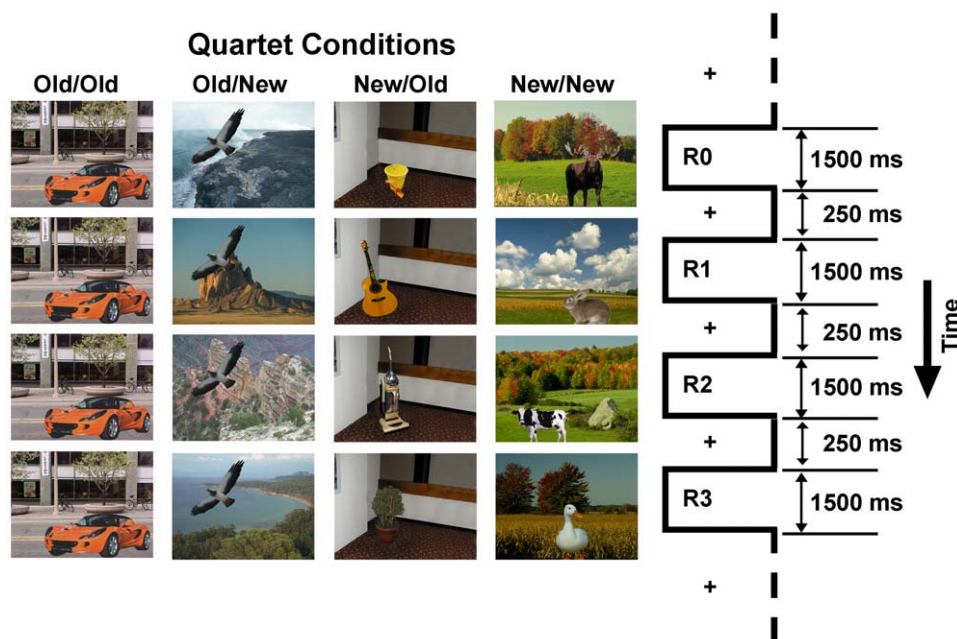 Quartet Conditions
Old/Old Old/New New/Old New/New
+
R0 1500 ms
+ 250 ms
R1 1500 ms
+ 250 ms
R2 1500 ms
+ 250 ms
R3 1500 ms
+
Time